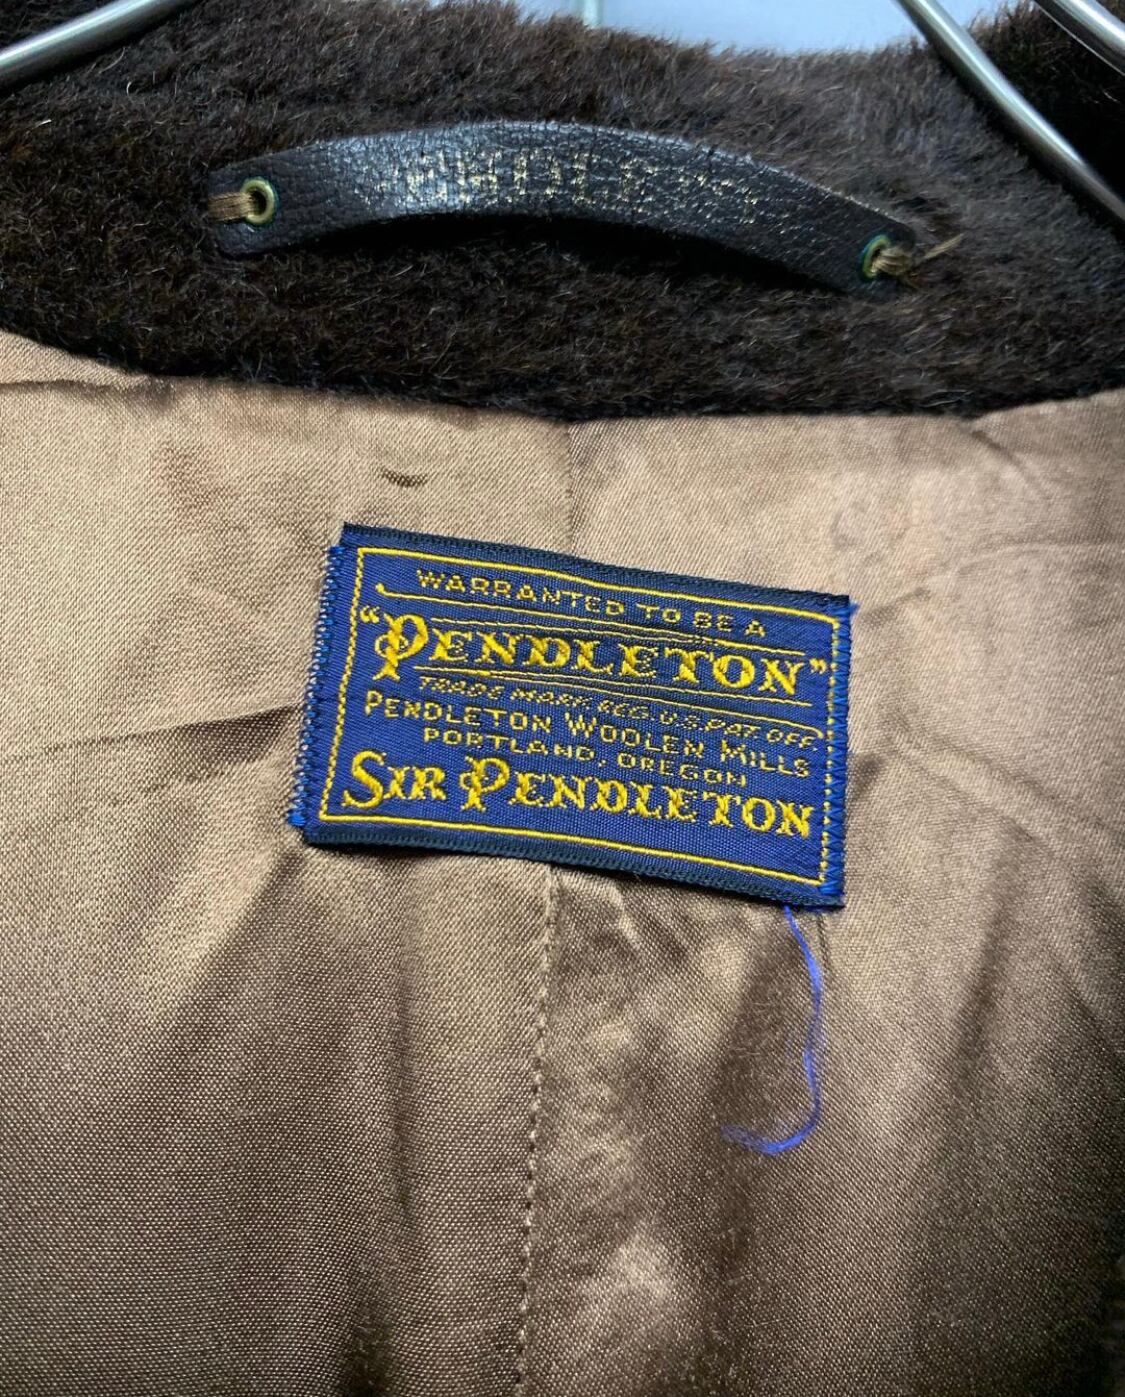 WARRANTED TO BE A
"PENDLETON"
TRADE MARK REG. U.S. PAT. OFF.
PENDLETON WOOLEN MILLS
PORTLAND, OREGON
SIR PENDLETON